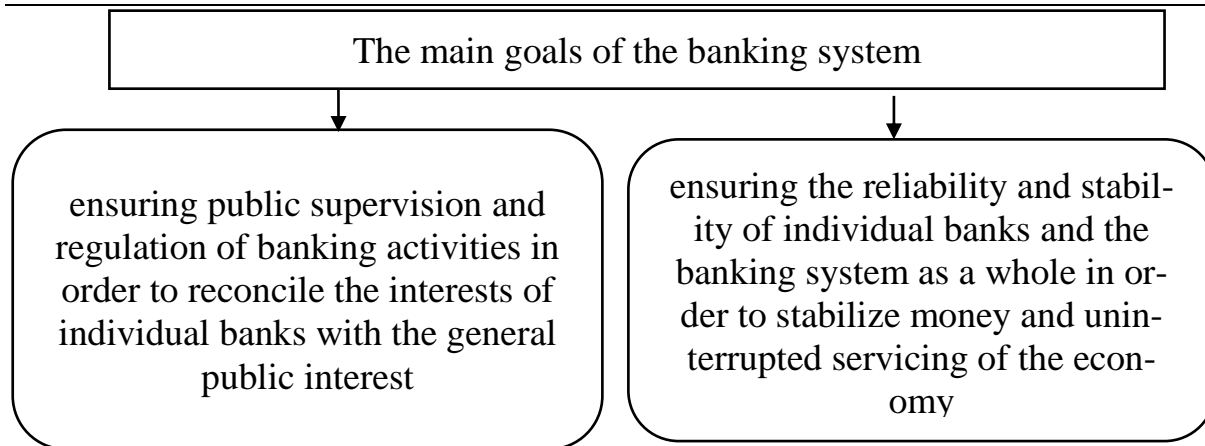 The main goals of the banking system
ensuring public supervision and
regulation of banking activities in
order to reconcile the interests of
individual banks with the general
public interest
ensuring the reliability and stabil-
ity of individual banks and the
banking system as a whole in or-
der to stabilize money and unin-
terrupted servicing of the econ-
omy